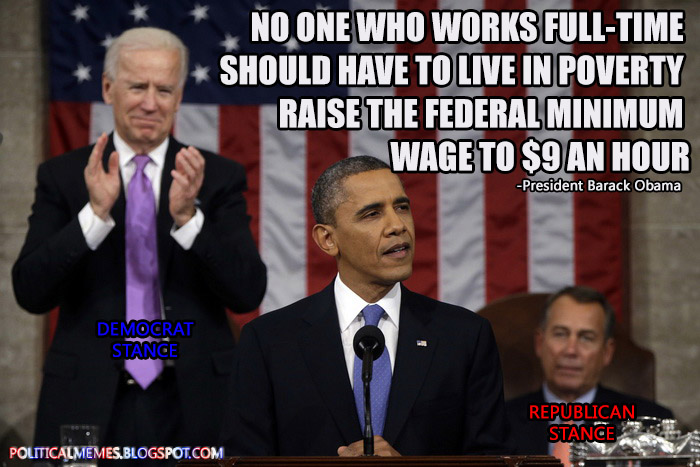 NO ONE WHO WORKS FULL-TIME
SHOULD HAVE TO LIVE IN POVERTY
RAISE THE FEDERAL MINIMUM
WAGE TO $9 AN HOUR
-President Barack Obama
DEMOCRAT
STANCE
REPUBLICAN
STANCE
POLITICALMEMES.BLOGSPOT.COM